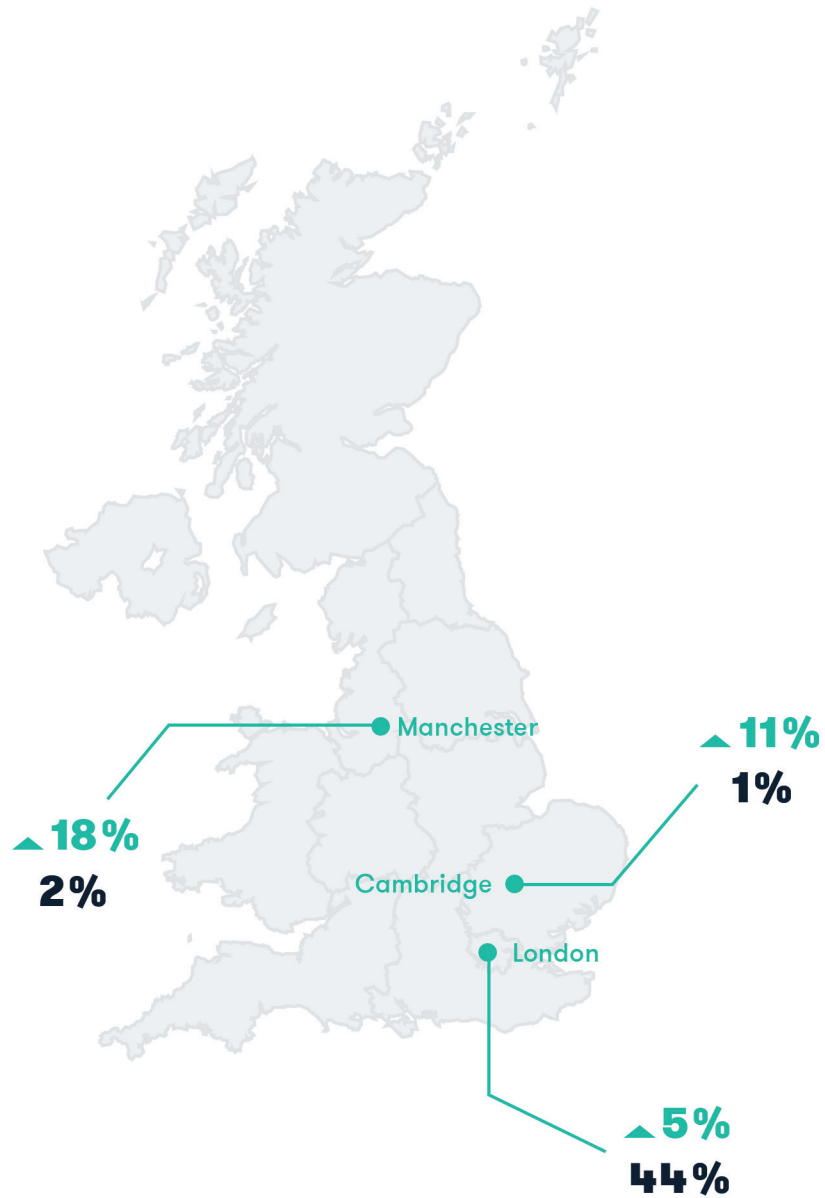 Manchester
▲ 11%
1%
▲ 18%
2%
Cambridge
London
▲ 5%
44%